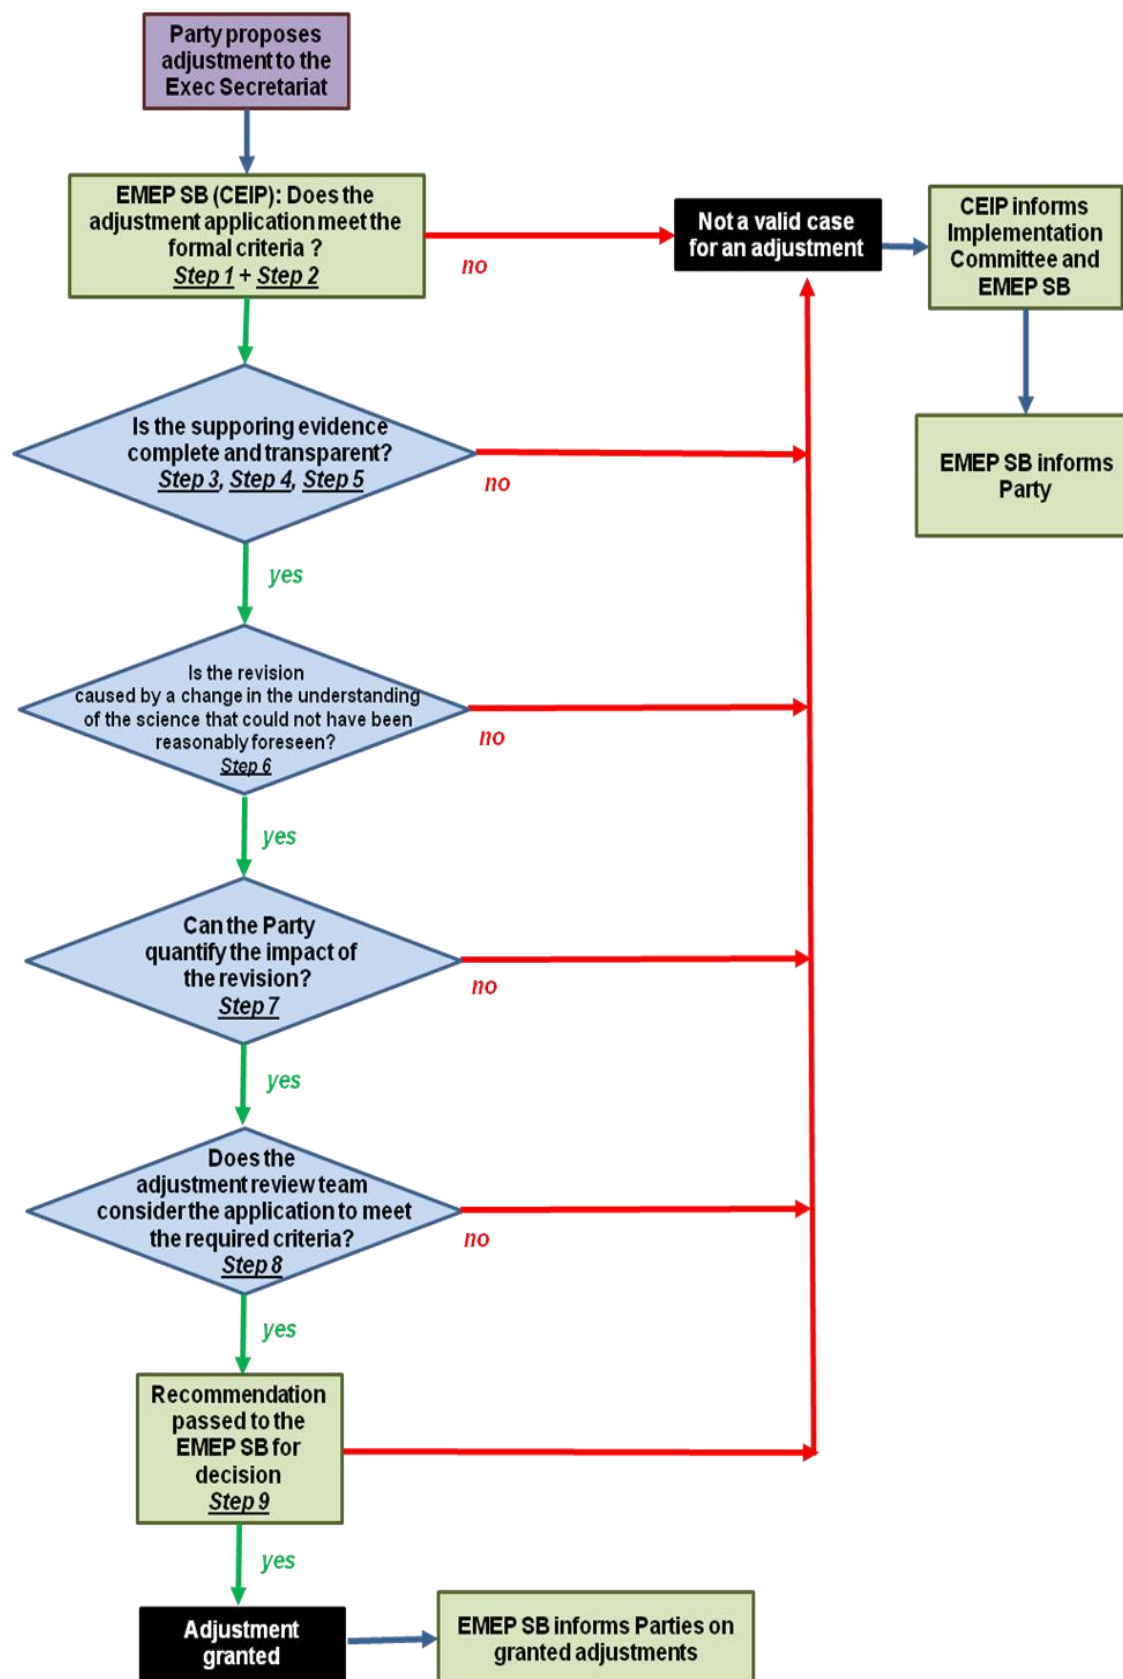 Party proposes
adjustment to the
Exec Secretariat
EMEP SB (CEIP): Does the
adjustment application meet the
formal criteria ?
Step 1 + Step 2
no
Not a valid case
for an adjustment
CEIP informs
Implementation
Committee and
EMEP SB
EMEP SB informs
Party
Is the supporing evidence
complete and transparent?
Step 3, Step 4, Step 5
no
yes
Is the revision
caused by a change in the understanding
of the science that could not have been
reasonably foreseen?
Step 6
no
yes
Can the Party
quantify the impact of
the revision?
Step 7
no
yes
Does the
adjustment review team
consider the application to meet
the required criteria?
Step 8
no
yes
Recommendation
passed to the
EMEP SB for
decision
Step 9
yes
Adjustment
granted
EMEP SB informs Parties on
granted adjustments